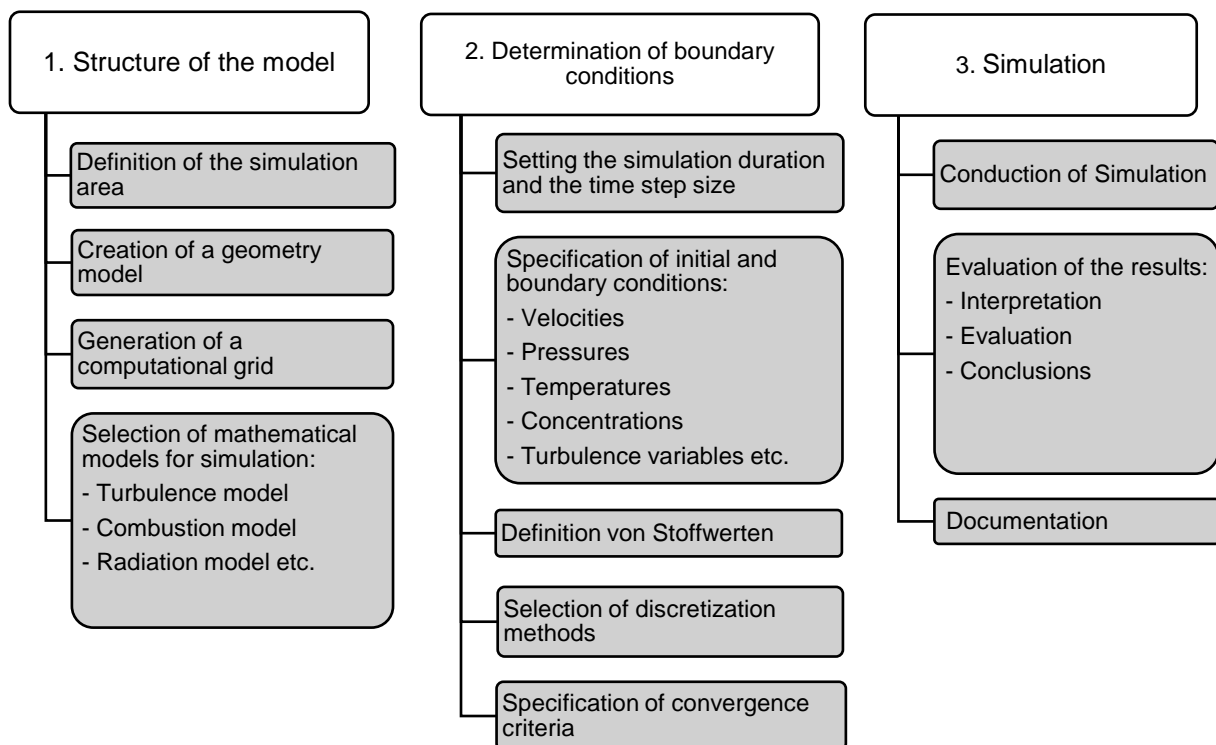 1. Structure of the model
Definition of the simulation
area
Creation of a geometry
model
Generation of a
computational grid
Selection of mathematical
models for simulation:
- Turbulence model
- Combustion model
- Radiation model etc.
2. Determination of boundary
conditions
Setting the simulation duration
and the time step size
Specification of initial and
boundary conditions:
- Velocities
- Pressures
- Temperatures
- Concentrations
- Turbulence variables etc.
Definition von Stoffwerten
Selection of discretization
methods
Specification of convergence
criteria
3. Simulation
Conduction of Simulation
Evaluation of the results:
- Interpretation
- Evaluation
- Conclusions
Documentation